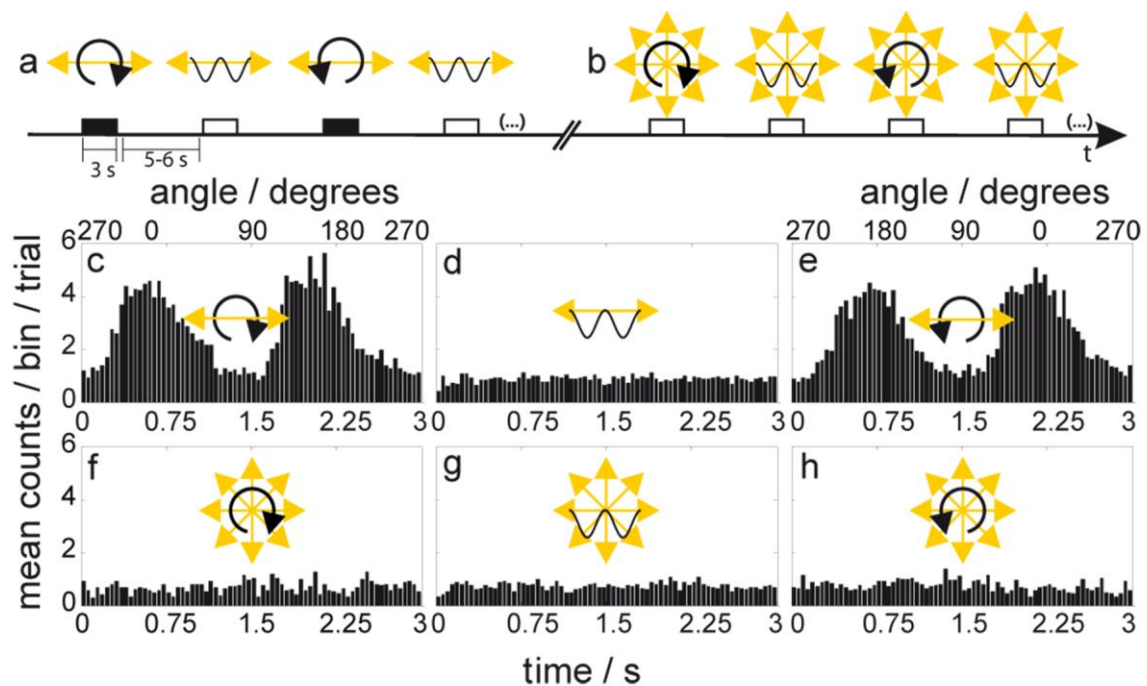 a b
(...) (...)
3 s 5-6 s t
angle / degrees angle / degrees
270 0 90 180 270 270 180 90 0 270
mean counts / bin / trial
6 c d e
4
2
0
0 0.75 1.5 2.25 3 0 0.75 1.5 2.25 3 0 0.75 1.5 2.25 3
6 f g h
4
2
0
0 0.75 1.5 2.25 3 0 0.75 1.5 2.25 3 0 0.75 1.5 2.25 3
time / s